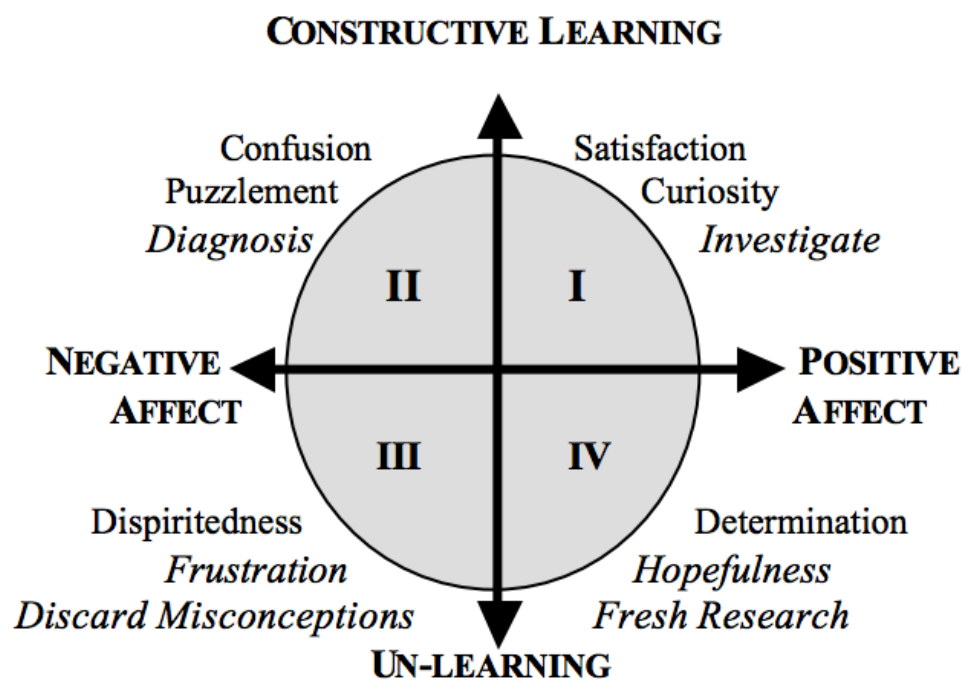 CONSTRUCTIVE LEARNING
Confusion
Puzzlement
Diagnosis
Satisfaction
Curiosity
Investigate
II
I
NEGATIVE
AFFECT
POSITIVE
AFFECT
III
IV
Dispiritedness
Frustration
Discard Misconceptions
Determination
Hopefulness
Fresh Research
UN-LEARNING